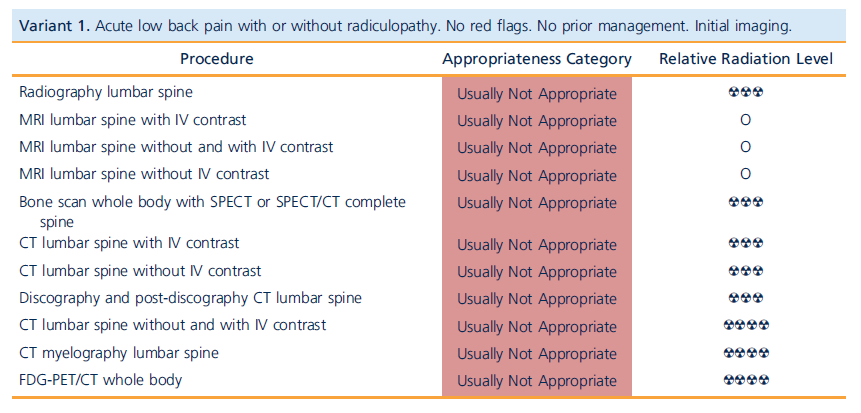 Variant 1. Acute low back pain with or without radiculopathy. No red flags. No prior management. Initial imaging.
Procedure Appropriateness Category Relative Radiation Level
Radiography lumbar spine Usually Not Appropriate ☢☢☢
MRI lumbar spine with IV contrast Usually Not Appropriate O
MRI lumbar spine without and with IV contrast Usually Not Appropriate O
MRI lumbar spine without IV contrast Usually Not Appropriate O
Bone scan whole body with SPECT or SPECT/CT complete Usually Not Appropriate ☢☢☢
spine
CT lumbar spine with IV contrast Usually Not Appropriate ☢☢☢
CT lumbar spine without IV contrast Usually Not Appropriate ☢☢☢
Discography and post-discography CT lumbar spine Usually Not Appropriate ☢☢☢
CT lumbar spine without and with IV contrast Usually Not Appropriate ☢☢☢☢
CT myelography lumbar spine Usually Not Appropriate ☢☢☢☢
FDG-PET/CT whole body Usually Not Appropriate ☢☢☢☢